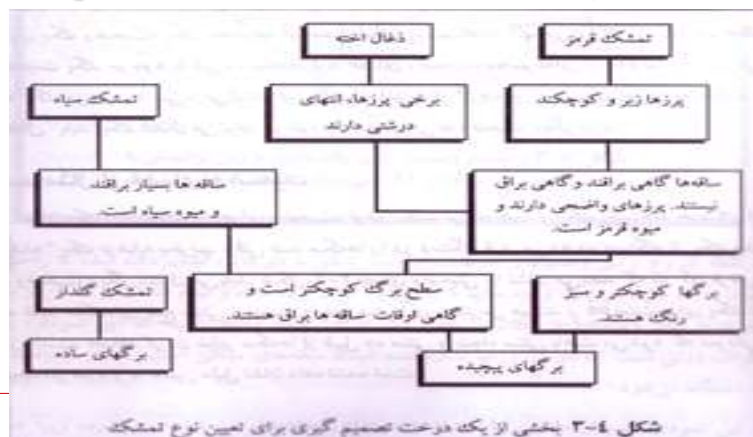 ذغال اخته
تمشک قرمز
تمشک سیاه
برخی پرزها، انتهای
درشتی دارند
پرزها زبر و کوچکند
ساقه ها بسیار براقند
و میوه سیاه است.
ساقه‌ها گاهی براقند و گاهی براق
نیستند. پرزهای واضحی دارند و
میوه قرمز است.
تمشک گلدار
سطح برگ کوچکتر است و
گاهی اوقات ساقه ها براق هستند.
برگها کوچکتر و سبز
رنگ هستند.
برگهای ساده
برگهای پیچیده
شکل ٤-٣ بخشی از یک درخت تصمیم گیری برای تعیین نوع تمشک